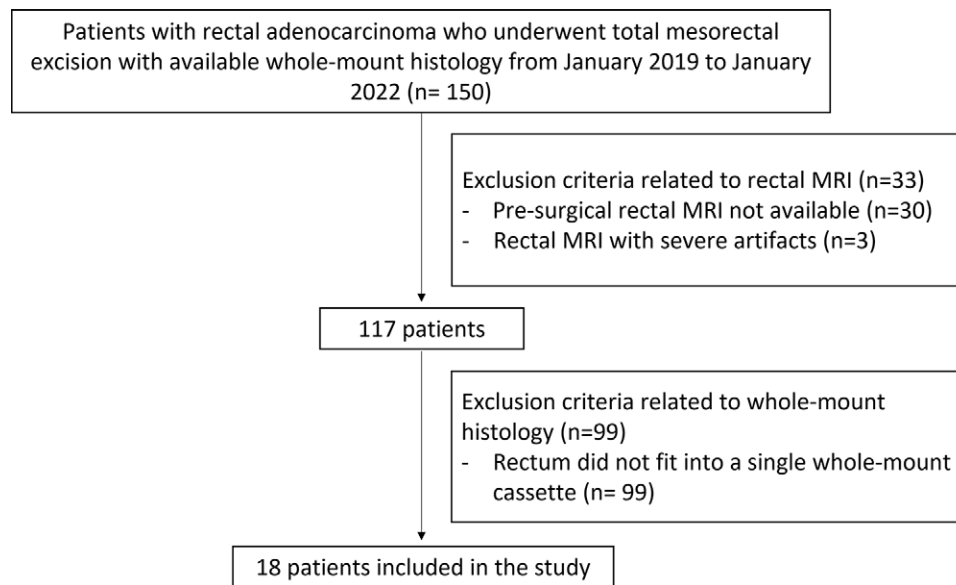 Patients with rectal adenocarcinoma who underwent total mesorectal
excision with available whole-mount histology from January 2019 to January
2022 (n= 150)
Exclusion criteria related to rectal MRI (n=33)
- Pre-surgical rectal MRI not available (n=30)
- Rectal MRI with severe artifacts (n=3)
117 patients
Exclusion criteria related to whole-mount
histology (n=99)
- Rectum did not fit into a single whole-mount
cassette (n= 99)
18 patients included in the study